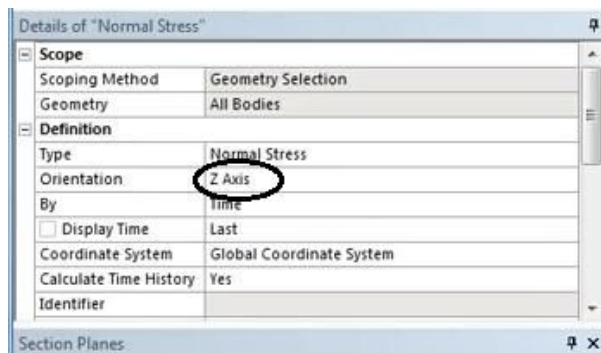 Details of "Normal Stress"
Scope
Scoping Method Geometry Selection
Geometry All Bodies
Definition
Type Normal Stress
Orientation Z Axis
By Time
Display Time Last
Coordinate System Global Coordinate System
Calculate Time History Yes
Identifier
Section Planes